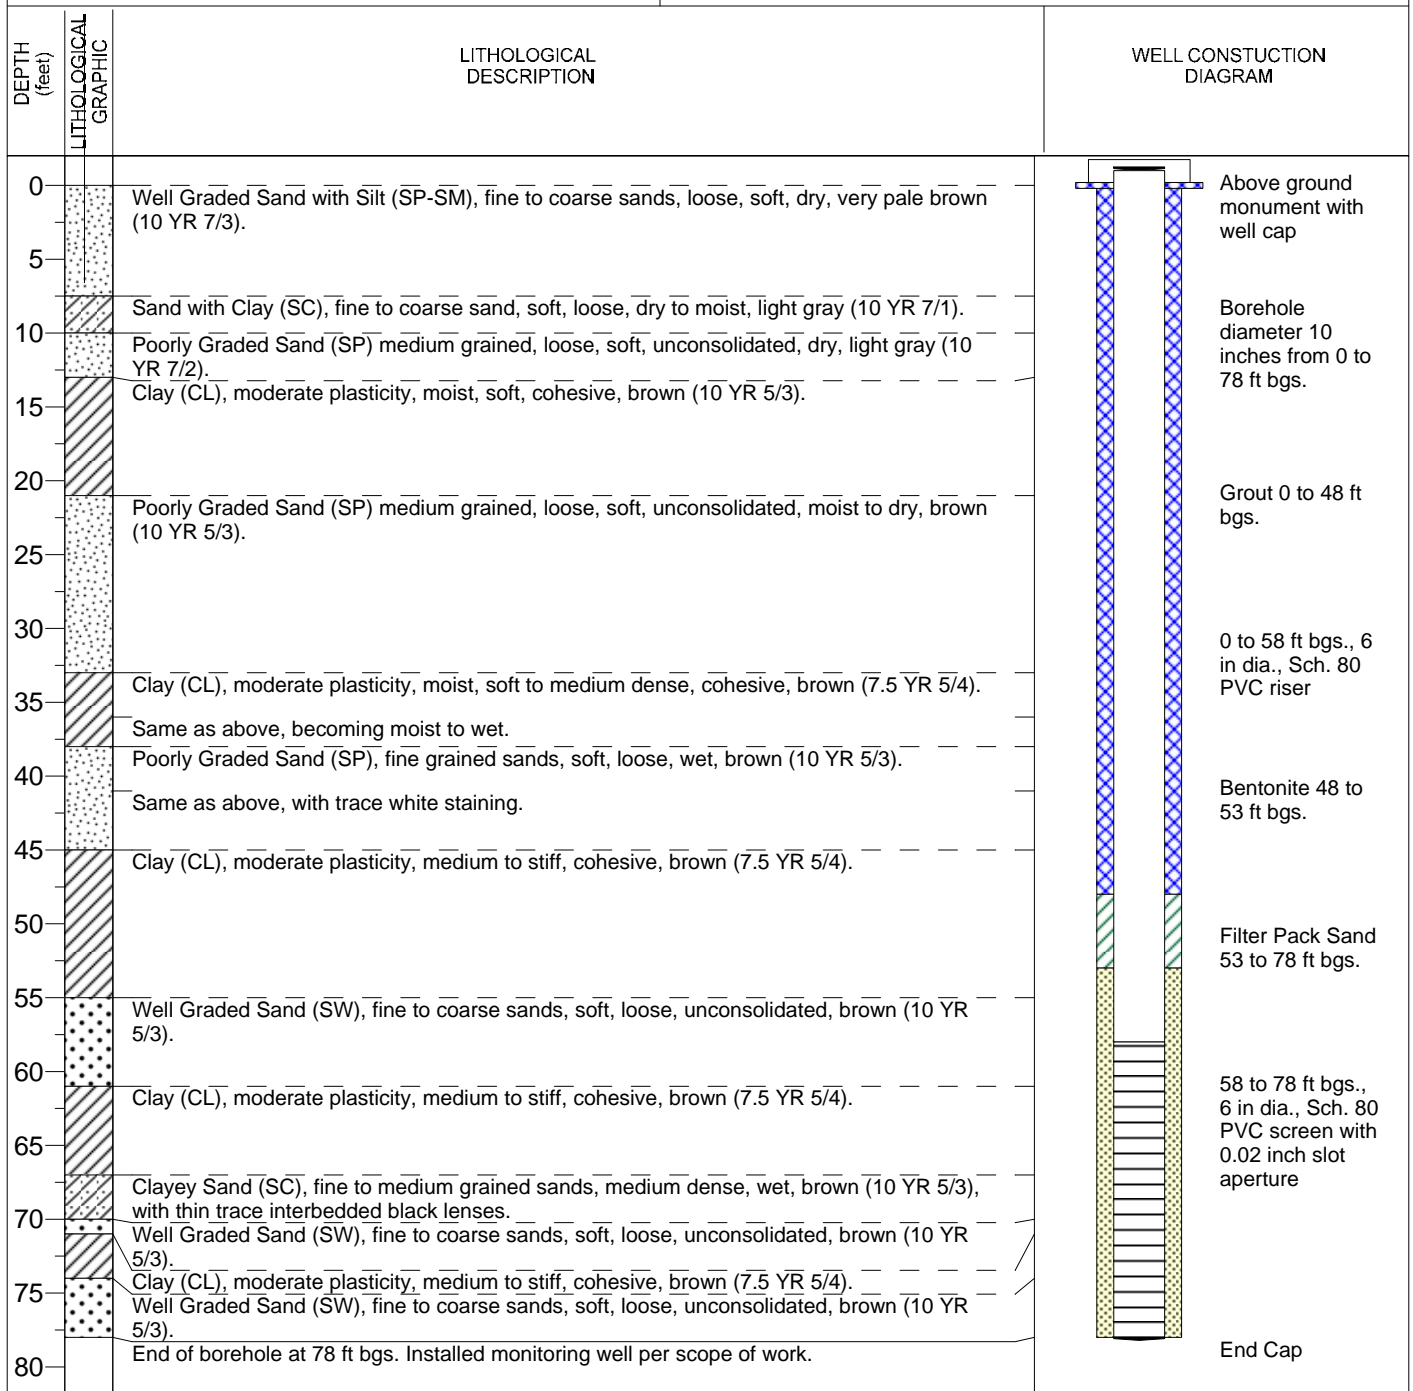 DEPTH
(feet)
LITHOLOGICAL
GRAPHIC
LITHOLOGICAL
DESCRIPTION
WELL CONSTUCTION
DIAGRAM
0
5
10
15
20
25
30
35
40
45
50
55
60
65
70
75
80
Well Graded Sand with Silt (SP-SM), fine to coarse sands, loose, soft, dry, very pale brown
(10 YR 7/3).
Sand with Clay (SC), fine to coarse sand, soft, loose, dry to moist, light gray (10 YR 7/1).
Poorly Graded Sand (SP) medium grained, loose, soft, unconsolidated, dry, light gray (10
YR 7/2).
Clay (CL), moderate plasticity, moist, soft, cohesive, brown (10 YR 5/3).
Poorly Graded Sand (SP) medium grained, loose, soft, unconsolidated, moist to dry, brown
(10 YR 5/3).
Clay (CL), moderate plasticity, moist, soft to medium dense, cohesive, brown (7.5 YR 5/4).
Same as above, becoming moist to wet.
Poorly Graded Sand (SP), fine grained sands, soft, loose, wet, brown (10 YR 5/3).
Same as above, with trace white staining.
Clay (CL), moderate plasticity, medium to stiff, cohesive, brown (7.5 YR 5/4).
Well Graded Sand (SW), fine to coarse sands, soft, loose, unconsolidated, brown (10 YR
5/3).
Clay (CL), moderate plasticity, medium to stiff, cohesive, brown (7.5 YR 5/4).
Clayey Sand (SC), fine to medium grained sands, medium dense, wet, brown (10 YR 5/3),
with thin trace interbedded black lenses.
Well Graded Sand (SW), fine to coarse sands, soft, loose, unconsolidated, brown (10 YR
5/3).
Clay (CL), moderate plasticity, medium to stiff, cohesive, brown (7.5 YR 5/4).
Well Graded Sand (SW), fine to coarse sands, soft, loose, unconsolidated, brown (10 YR
5/3).
End of borehole at 78 ft bgs. Installed monitoring well per scope of work.
Above ground
monument with
well cap
Borehole
diameter 10
inches from 0 to
78 ft bgs.
Grout 0 to 48 ft
bgs.
0 to 58 ft bgs., 6
in dia., Sch. 80
PVC riser
Bentonite 48 to
53 ft bgs.
Filter Pack Sand
53 to 78 ft bgs.
58 to 78 ft bgs.,
6 in dia., Sch. 80
PVC screen with
0.02 inch slot
aperture
End Cap